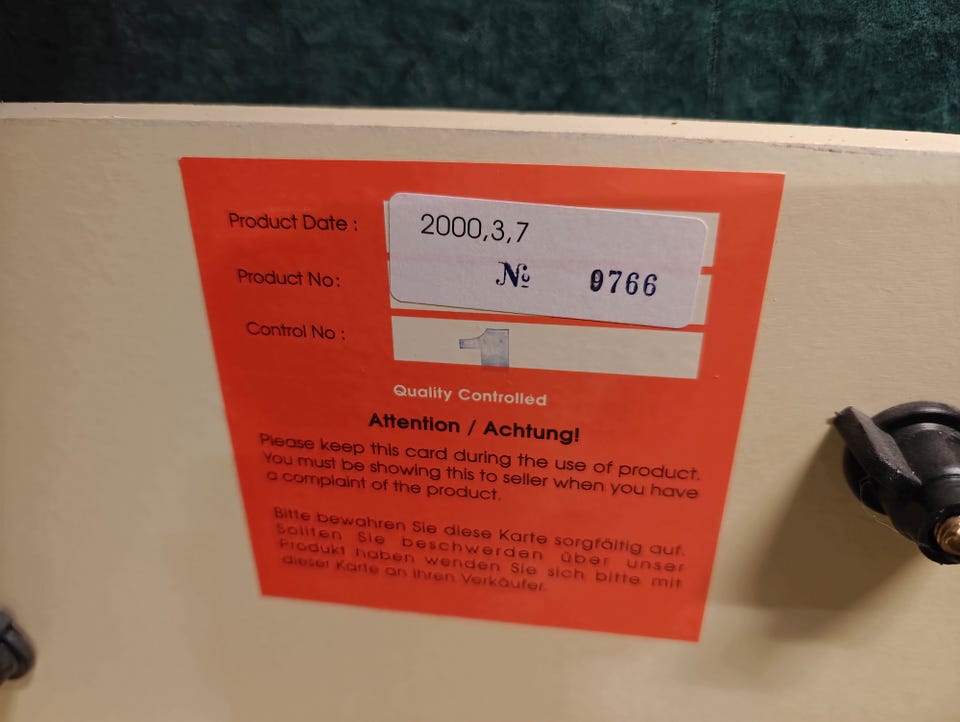 Product Date :
2000,3,7
Product No:
№ 9766
Control No :
1
Quality Controlled
Attention / Achtung!
Please keep this card during the use of product.
You must be showing this to seller when you have
a complaint of the product.
Bitte bewahren Sie diese Karte sorgfältig auf.
Sollten Sie beschwerden über unser
Produkt haben wenden Sie sich bitte mit
dieser Karte an ihren Verkäufer.